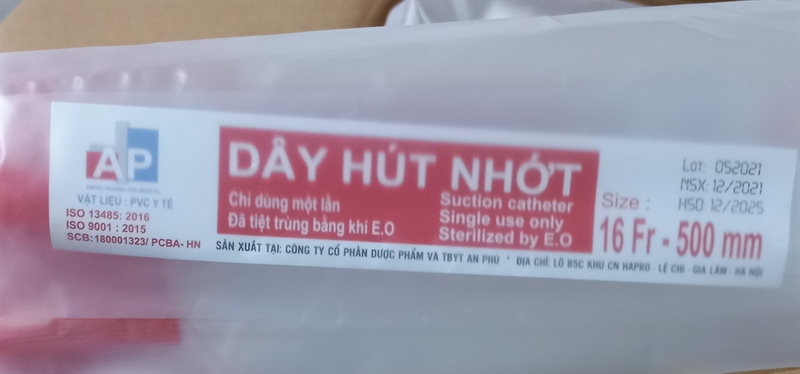 AP
VẬT LIỆU : PVC Y TẾ
ISO 13485: 2016
ISO 9001 : 2015
SCB:180001323/ PCBA- HN
DÂY HÚT NHỚT
Chỉ dùng một lần
Đã tiệt trùng bằng khí E.O
Suction catheter
Single use only
Sterilized by E.O
Size :
16 Fr - 500 mm
Lot: 052021
MSX: 12/2021
HSD: 12/2025
SẢN XUẤT TẠI: CÔNG TY CỔ PHẦN DƯỢC PHẨM VÀ TBYT AN PHÚ * ĐỊA CHỈ: LÔ B5C KHU CN HAPRO - LỆ CHI - GIA LÂM - HÀ NỘI